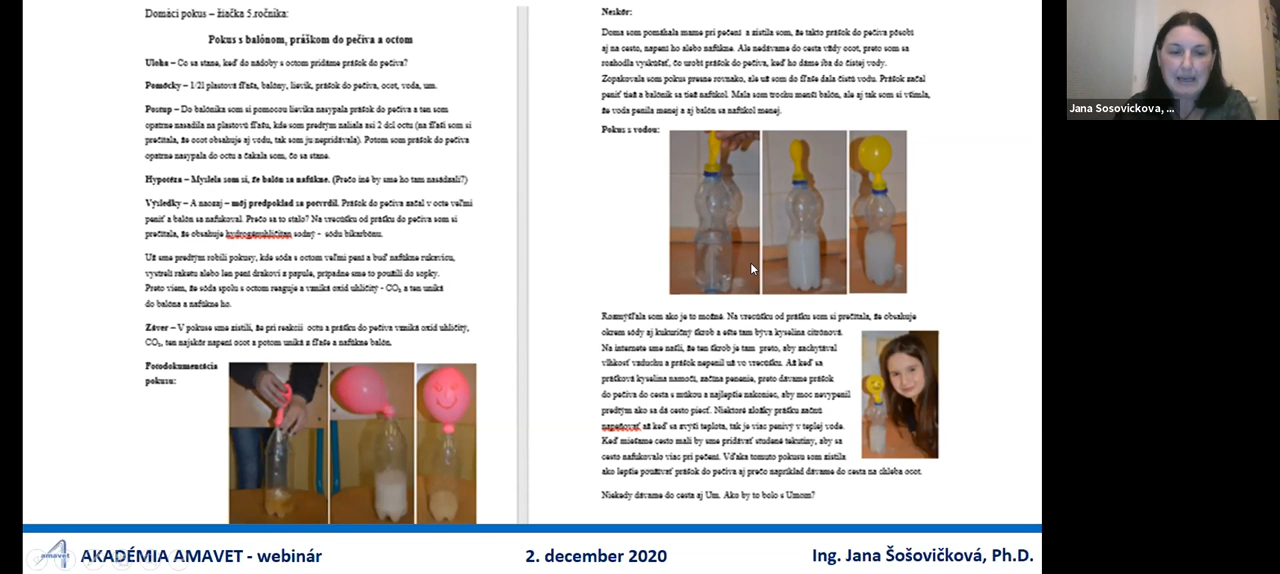 Domáci pokus – žiačka 5.ročníka:
Pokus s balónom, práškom do pečiva a octom
Úloha – Čo sa stane, keď do nádoby s octom pridáme prášok do pečiva?
Pomôcky – 1/2l plastová fľaša, balóny, lievik, prášok do pečiva, ocot, voda, um.
Postup – Do balónika som si pomocou lievika nasypala prášok do pečiva a ten som
opatrne nasadila na plastovú fľašu, kde som predtým naliala asi 2 dcl octu (na fľaši som si
prečítala, že ocot obsahuje aj vodu, tak som ju nepridávala). Potom som prášok do pečiva
opatrne nasypala do octu a čakala som, čo sa stane.
Hypotéza – Myslela som si, že balón sa nafúkne. (Prečo iné by sme ho tam nasádzali?)
Výsledky – A naozaj – môj predpoklad sa potvrdil. Prášok do pečiva začal v octe veľmi
peniť a balón sa nafukoval. Prečo sa to stalo? Na vrecúšku od prášku do pečiva som si
prečítala, že obsahuje hydrogénuhličitan sodný - sódu bikarbónu.
Už sme predtým robili pokusy, kde sóda s octom veľmi pení a buď nafúkne rukavicu,
vystrelí raketu alebo len pení drakovi z papule, prípadne sme to použili do sopky.
Preto viem, že sóda spolu s octom reaguje a vzniká oxid uhličitý - CO₂ a ten uniká
do balóna a nafúkne ho.
Záver – V pokuse sme zistili, že pri reakcii octu a prášku do pečiva vzniká oxid uhličitý,
CO₂, ten najskôr napení ocot a potom uniká z fľaše a nafúkne balón.
Fotodokumentácia
pokusu:
Neskôr:
Doma som pomáhala mame pri pečení a zistila som, že takto prášok do pečiva pôsobí
aj na cesto, napení ho alebo nafúkne. Ale nedávame do cesta vždy ocot, preto som sa
rozhodla vyskúšať, čo urobí prášok do pečiva, keď ho dáme iba do čistej vody.
Zopakovala som pokus presne rovnako, ale už som do fľaše dala čistú vodu. Prášok začal
peniť tiež a balónik sa tiež nafúkol. Mala som trochu menší balón, ale aj tak som si všimla,
že voda penila menej a aj balón sa nafúkol menej.
Pokus s vodou:
Rozmýšľala som ako je to možné. Na vrecúšku od prášku som si prečítala, že obsahuje
okrem sódy aj kukuričný škrob a ešte tam býva kyselina citrónová.
Na internete sme našli, že ten škrob je tam preto, aby zachytával
vlhkosť vzduchu a prášok nepenil už vo vrecúšku. Až keď sa
prášková kyselina namočí, začína penenie, preto dávame prášok
do pečiva do cesta s múkou a najlepšie nakoniec, aby moc nevypenil
predtým ako sa dá cesto piecť. Niektoré zložky prášku začnú
napeňovať až keď sa zvýši teplota, tak je viac penivý v teplej vode.
Keď miešame cesto mali by sme pridávať studené tekutiny, aby sa
cesto nafukovalo viac pri pečení. Vďaka tomuto pokusu som zistila
ako lepšie používať prášok do pečiva aj prečo napríklad dávame do cesta na chleba ocot.
Niekedy dávame do cesta aj Um. Ako by to bolo s Umom?
Jana Sosovickova, ...
amavet
AKADÉMIA AMAVET - webinár
2. december 2020
Ing. Jana Šošovičková, Ph.D.